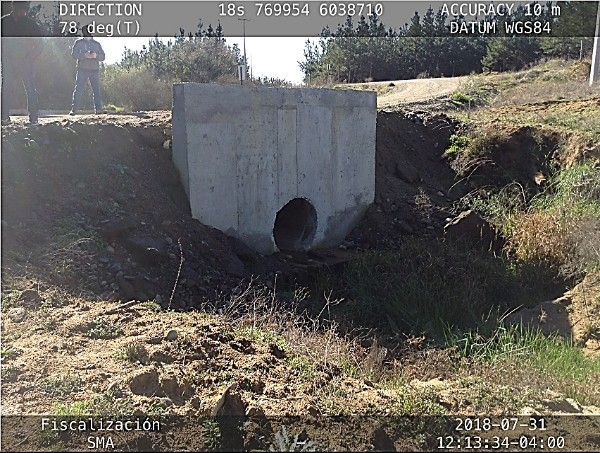 DIRECTION 18s 769954 6038710 ACCURACY 10 m
78 deg(T) DATUM WGS84
Fiscalización 2018-07-31
SMA 12:13:34-04:00